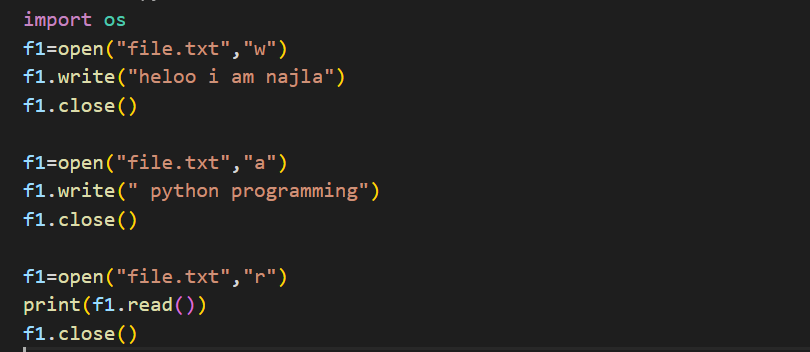 import os
f1=open("file.txt","w")
f1.write("heloo i am najla")
f1.close()
f1=open("file.txt","a")
f1.write(" python programming")
f1.close()
f1=open("file.txt","r")
print(f1.read())
f1.close()